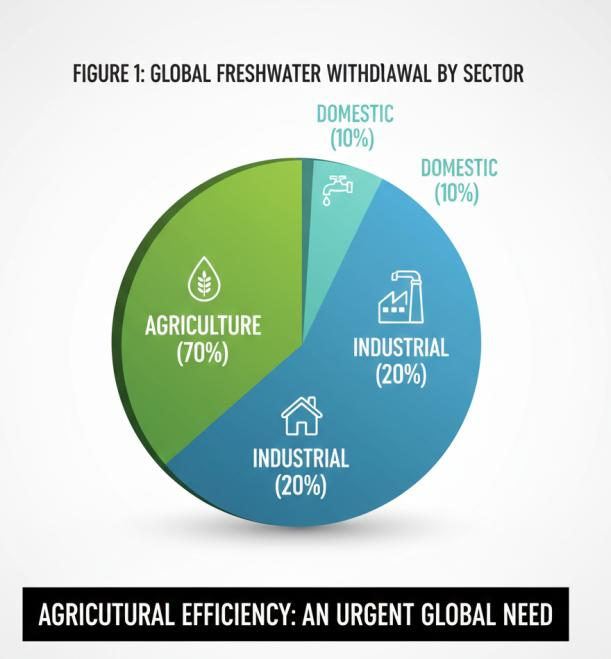 FIGURE 1: GLOBAL FRESHWATER WITHDIAWAL BY SECTOR
DOMESTIC
(10%)
DOMESTIC
(10%)
AGRICULTURE
(70%)
INDUSTRIAL
(20%)
INDUSTRIAL
(20%)
AGRICUTURAL EFFICIENCY: AN URGENT GLOBAL NEED